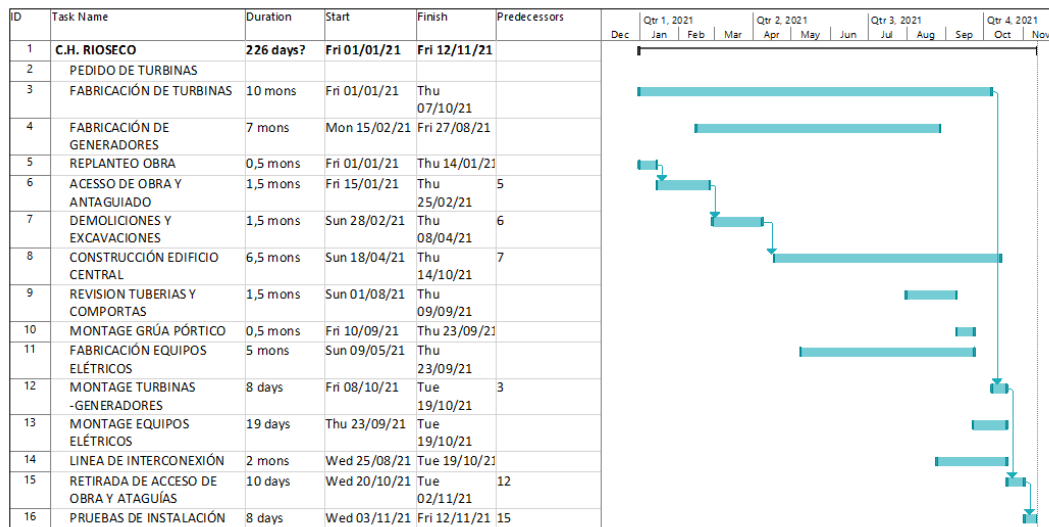 ID Task Name Duration Start Finish Predecessors
Qtr 1, 2021 Qtr 2, 2021 Qtr 3, 2021 Qtr 4, 2021
Dec Jan Feb Mar Apr May Jun Jul Aug Sep Oct Nov
1 C.H. RIOSECO 226 days? Fri 01/01/21 Fri 12/11/21
2 PEDIDO DE TURBINAS
3 FABRICACIÓN DE TURBINAS 10 mons Fri 01/01/21 Thu
07/10/21
4 FABRICACIÓN DE 7 mons Mon 15/02/21 Fri 27/08/21
GENERADORES
5 REPLANTEO OBRA 0,5 mons Fri 01/01/21 Thu 14/01/21
6 ACESSO DE OBRA Y 1,5 mons Fri 15/01/21 Thu 5
ANTAGUIADO 25/02/21
7 DEMOLICIONES Y 1,5 mons Sun 28/02/21 Thu 6
EXCAVACIONES 08/04/21
8 CONSTRUCCIÓN EDIFICIO 6,5 mons Sun 18/04/21 Thu 7
CENTRAL 14/10/21
9 REVISION TUBERIAS Y 1,5 mons Sun 01/08/21 Thu
COMPORTAS 09/09/21
10 MONTAGE GRÚA PÓRTICO 0,5 mons Fri 10/09/21 Thu 23/09/21
11 FABRICACIÓN EQUIPOS 5 mons Sun 09/05/21 Thu
ELÉTRICOS 23/09/21
12 MONTAGE TURBINAS 8 days Fri 08/10/21 Tue 3
-GENERADORES 19/10/21
13 MONTAGE EQUIPOS 19 days Thu 23/09/21 Tue
ELÉTRICOS 19/10/21
14 LINEA DE INTERCONEXIÓN 2 mons Wed 25/08/21 Tue 19/10/21
15 RETIRADA DE ACCESO DE 10 days Wed 20/10/21 Tue 12
OBRA Y ATAGUÍAS 02/11/21
16 PRUEBAS DE INSTALACIÓN 8 days Wed 03/11/21 Fri 12/11/21 15